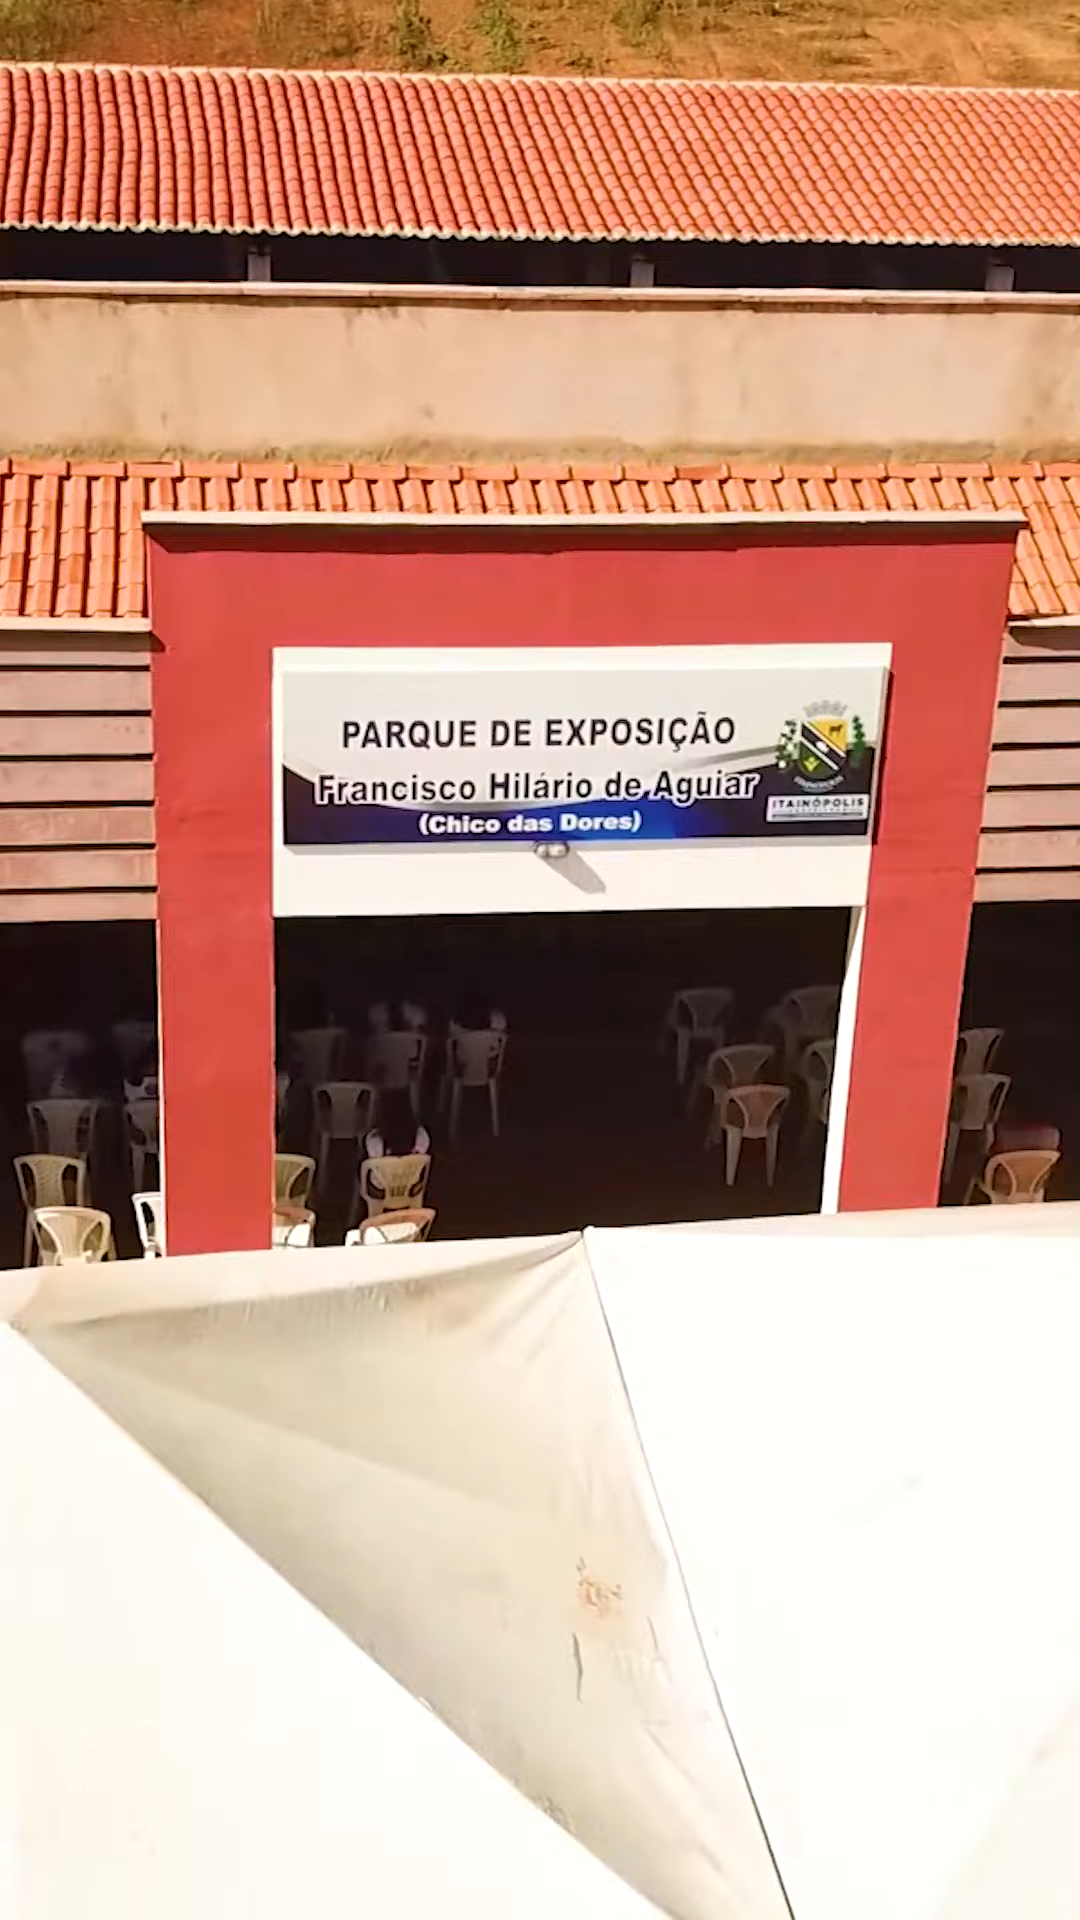 PARQUE DE EXPOSIÇÃO
Francisco Hilário de Aguiar
(Chico das Dores)
ITAINÓPOLIS